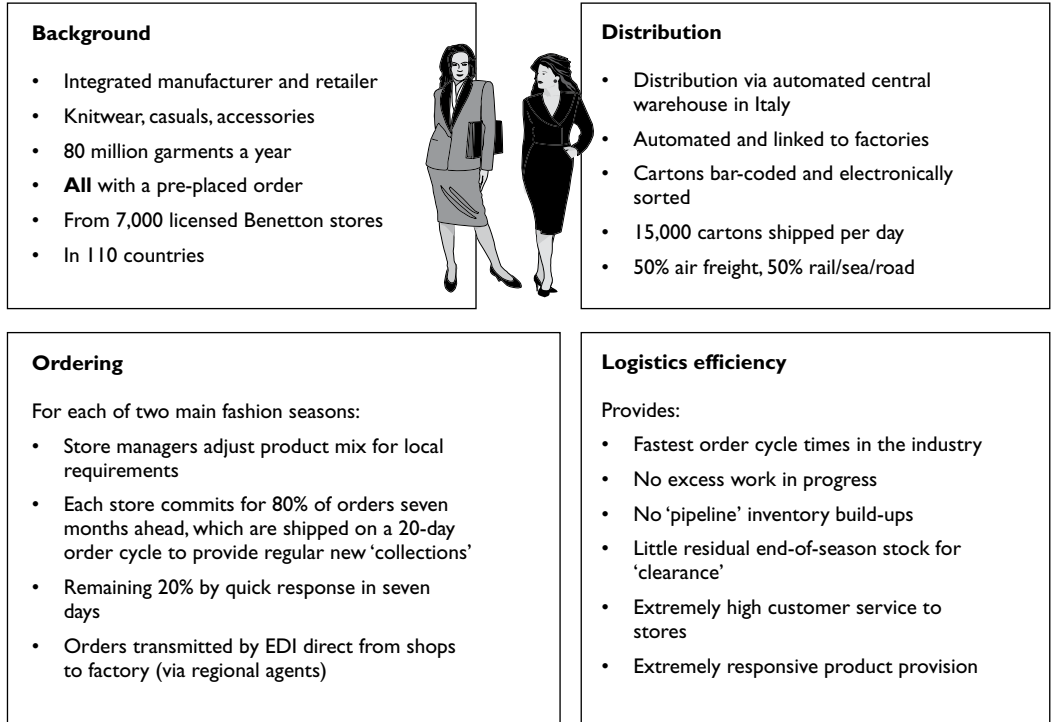 Background
• Integrated manufacturer and retailer
• Knitwear, casuals, accessories
• 80 million garments a year
• All with a pre-placed order
• From 7,000 licensed Benetton stores
• In 110 countries
Distribution
• Distribution via automated central
warehouse in Italy
• Automated and linked to factories
• Cartons bar-coded and electronically
sorted
• 15,000 cartons shipped per day
• 50% air freight, 50% rail/sea/road
Ordering
For each of two main fashion seasons:
• Store managers adjust product mix for local
requirements
• Each store commits for 80% of orders seven
months ahead, which are shipped on a 20-day
order cycle to provide regular new ‘collections’
• Remaining 20% by quick response in seven
days
• Orders transmitted by EDI direct from shops
to factory (via regional agents)
Logistics efficiency
Provides:
• Fastest order cycle times in the industry
• No excess work in progress
• No ‘pipeline’ inventory build-ups
• Little residual end-of-season stock for
‘clearance’
• Extremely high customer service to
stores
• Extremely responsive product provision